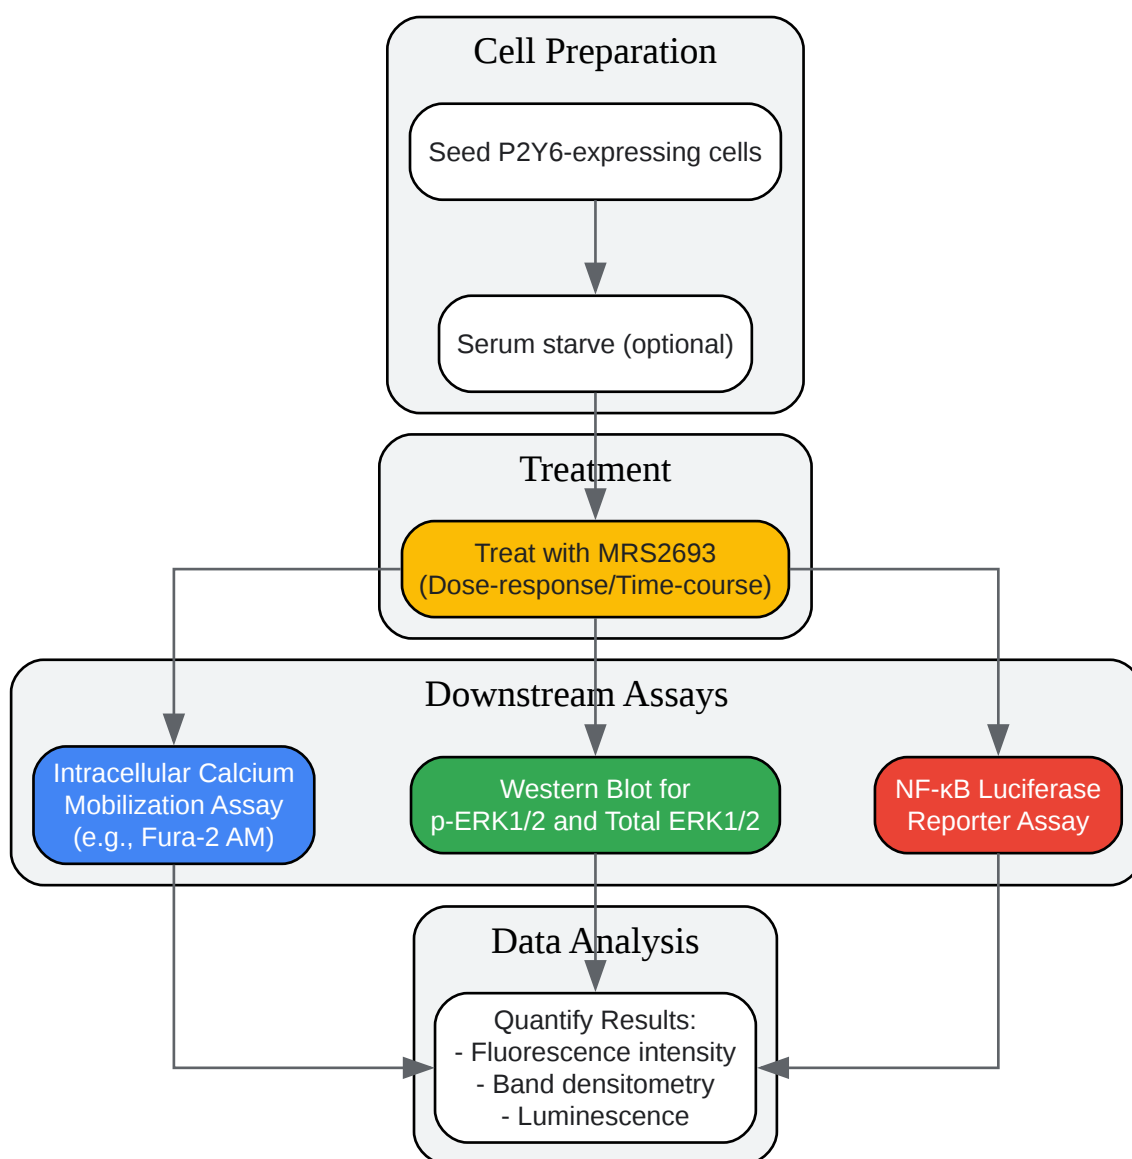 Cell Preparation
Seed P2Y6-expressing cells
Serum starve (optional)
Treatment
Treat with MRS2693
(Dose-response/Time-course)
Downstream Assays
Intracellular Calcium
Mobilization Assay
(e.g., Fura-2 AM)
Western Blot for
p-ERK1/2 and Total ERK1/2
NF-κB Luciferase
Reporter Assay
Data Analysis
Quantify Results:
- Fluorescence intensity
- Band densitometry
- Luminescence